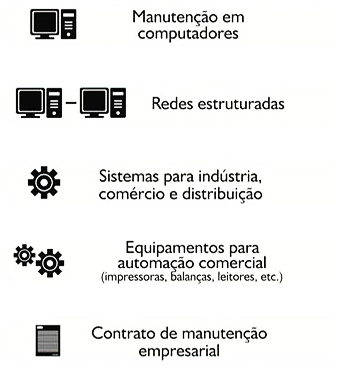 Manutenção em
computadores
Redes estruturadas
Sistemas para indústria,
comércio e distribuição
Equipamentos para
automação comercial
(impressoras, balanças, leitores, etc.)
Contrato de manutenção
empresarial